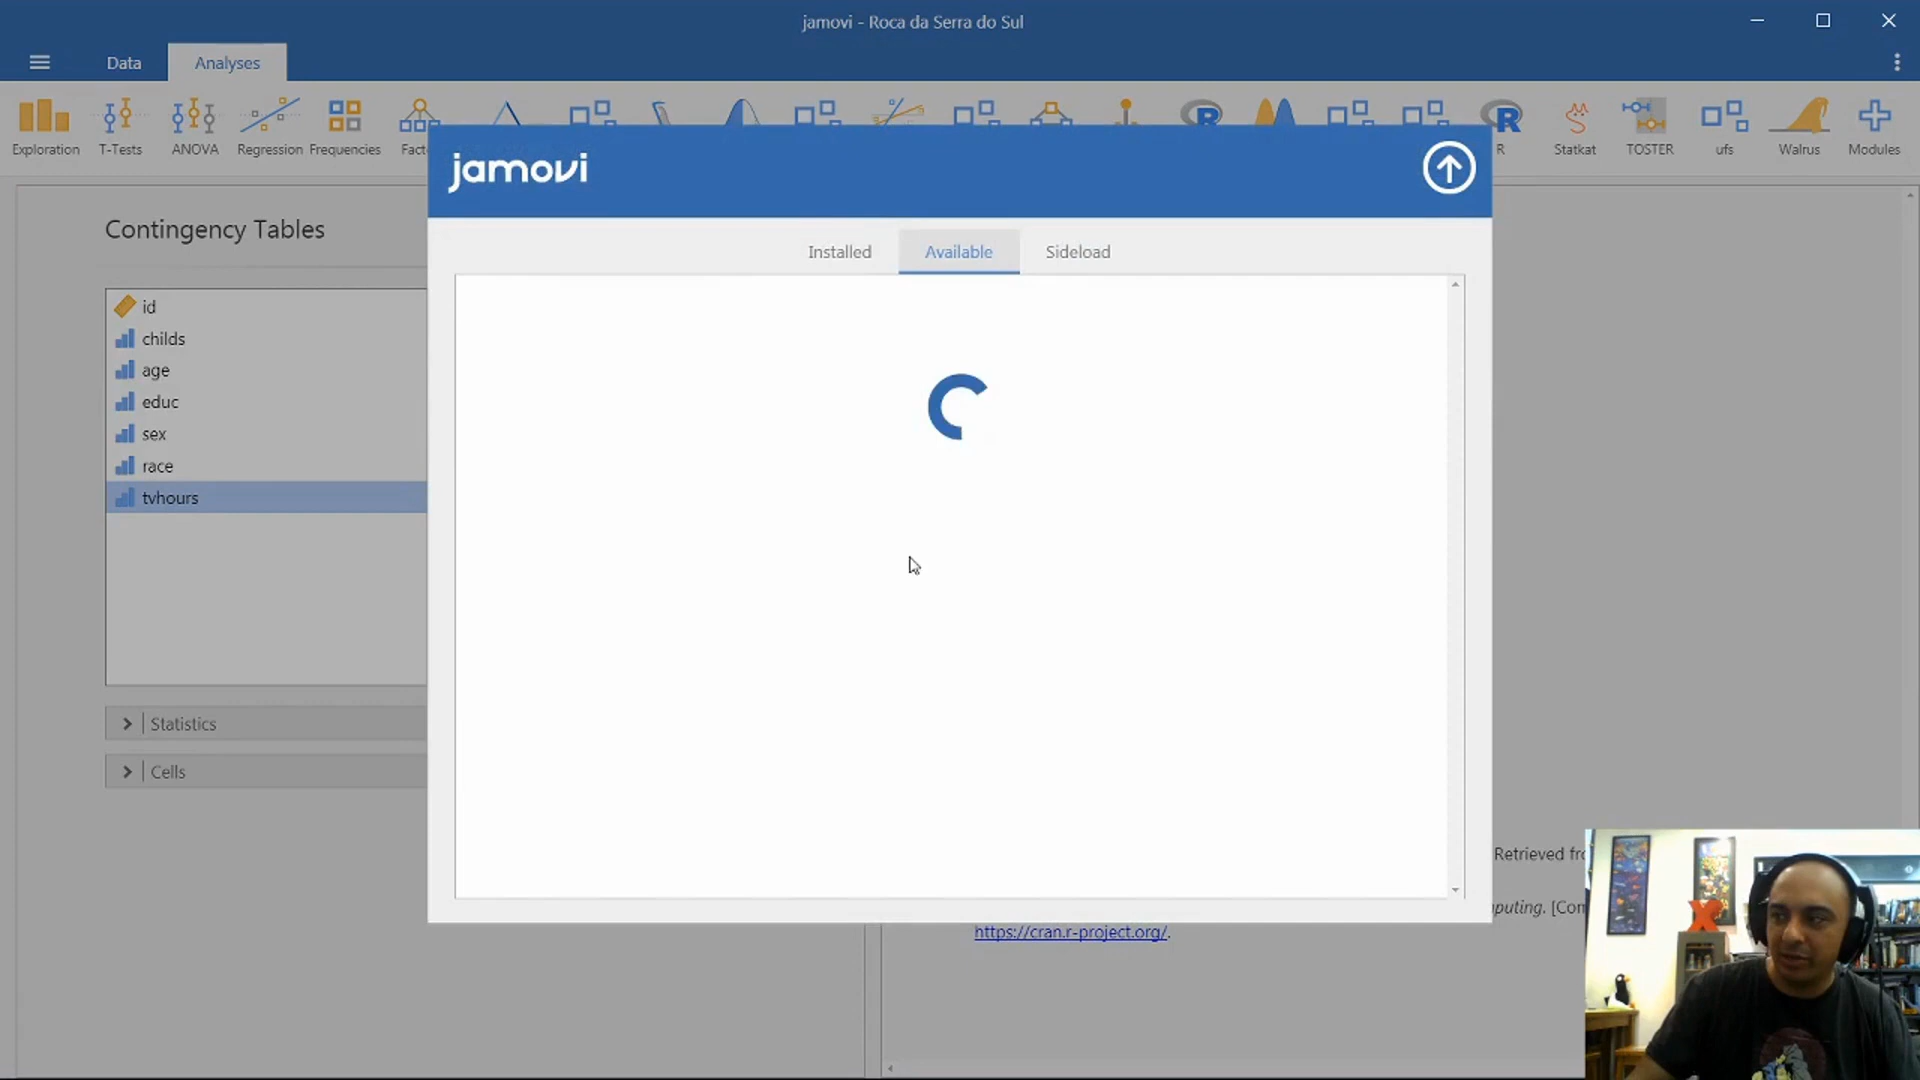 jamovi - Roca da Serra do Sul
Data
Analyses
Exploration
T-Tests
ANOVA
Regression
Frequencies
Fact
R
Statkat
TOSTER
ufs
Walrus
Modules
jamovi
Installed
Available
Sideload
Contingency Tables
id
childs
age
educ
sex
race
tvhours
Statistics
Cells
Retrieved fro
puting. [Com
https://cran.r-project.org/.